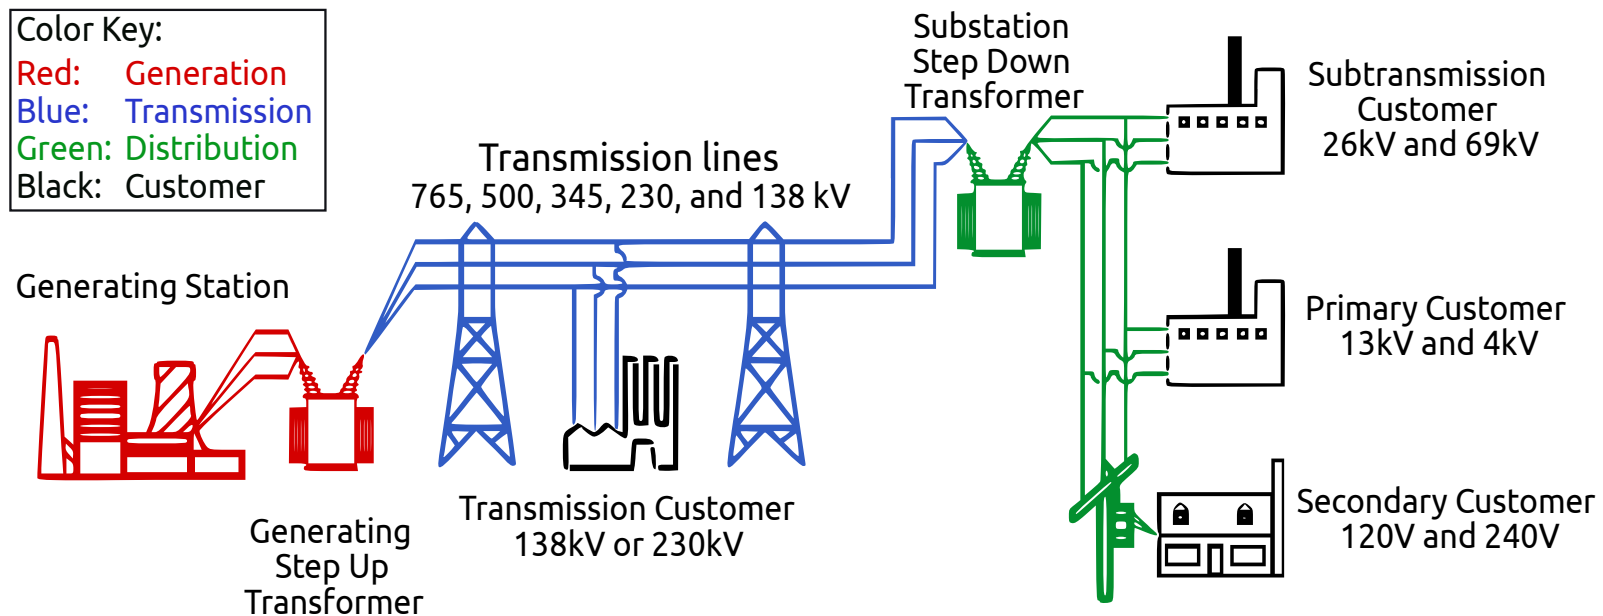 Color Key:
Red: Generation
Blue: Transmission
Green: Distribution
Black: Customer
Generating Station
Generating
Step Up
Transformer
Transmission lines
765, 500, 345, 230, and 138 kV
Transmission Customer
138kV or 230kV
Substation
Step Down
Transformer
Subtransmission
Customer
26kV and 69kV
Primary Customer
13kV and 4kV
Secondary Customer
120V and 240V